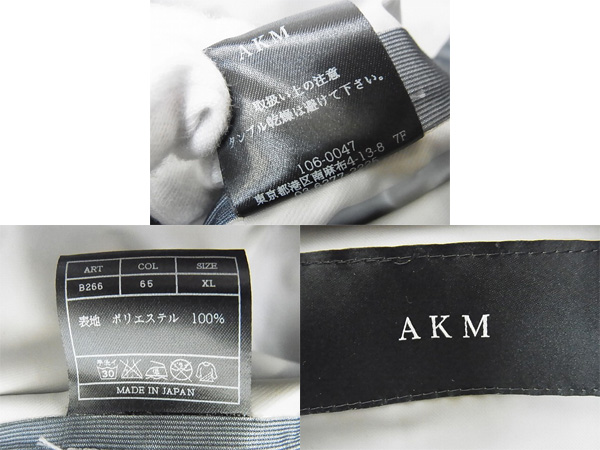 AKM
取扱い上の注意
タンブル乾燥は避けて下さい。
106-0047
東京都港区南麻布4-13-8 7F
ART COL SIZE
B266 65 XL
表地 ポリエステル 100%
30
MADE IN JAPAN
AKM